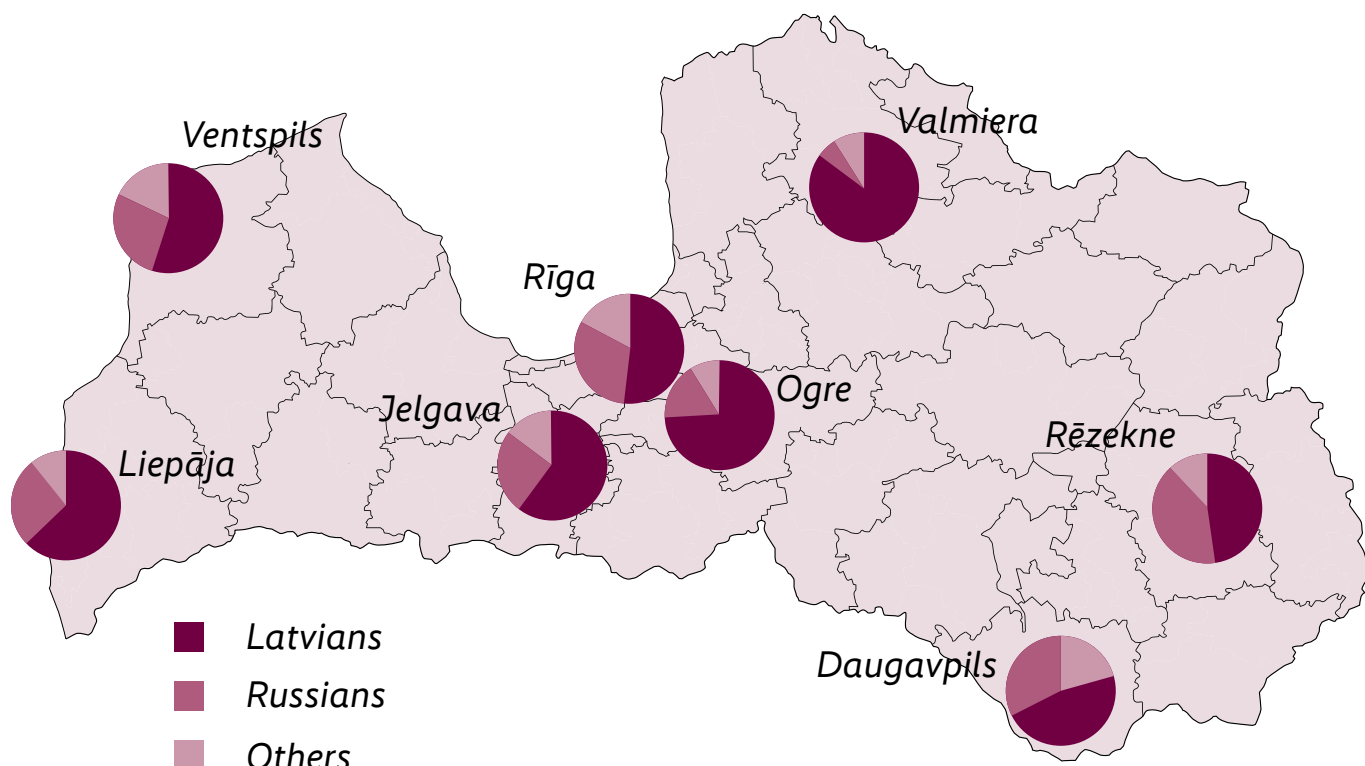 Ventspils
Valmiera
Rīga
Ogre
Jelgava
Rēzekne
Liepāja
Daugavpils
Latvians
Russians
Others